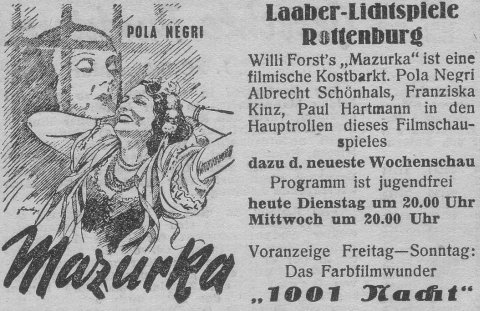 POLA NEGRI
Mazurka
Laaber-Lichtspiele
Rottenburg
Willi Forst's „Mazurka" ist eine
filmische Kostbarkt. Pola Negri
Albrecht Schönhals, Franziska
Kinz, Paul Hartmann in den
Hauptrollen dieses Filmschau-
spieles
dazu d. neueste Wochenschau
Programm ist jugendfrei
heute Dienstag um 20.00 Uhr
Mittwoch um 20.00 Uhr
Voranzeige Freitag—Sonntag:
Das Farbfilmwunder
„1001 Nacht"